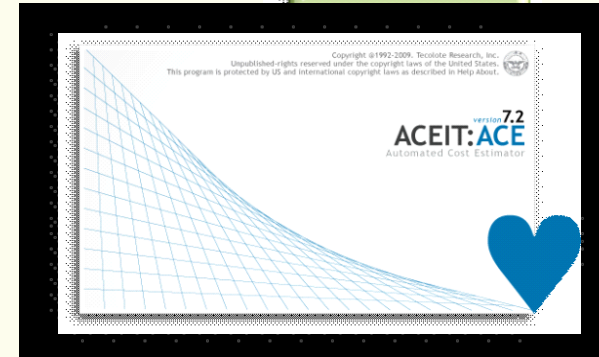 Copyright @1992-2009. Tecolote Research, Inc.
Unpublished-rights reserved under the copyright laws of the United States.
This program is protected by US and international copyright laws as described in Help About.
version 7.2
ACEIT:ACE
Automated Cost Estimator